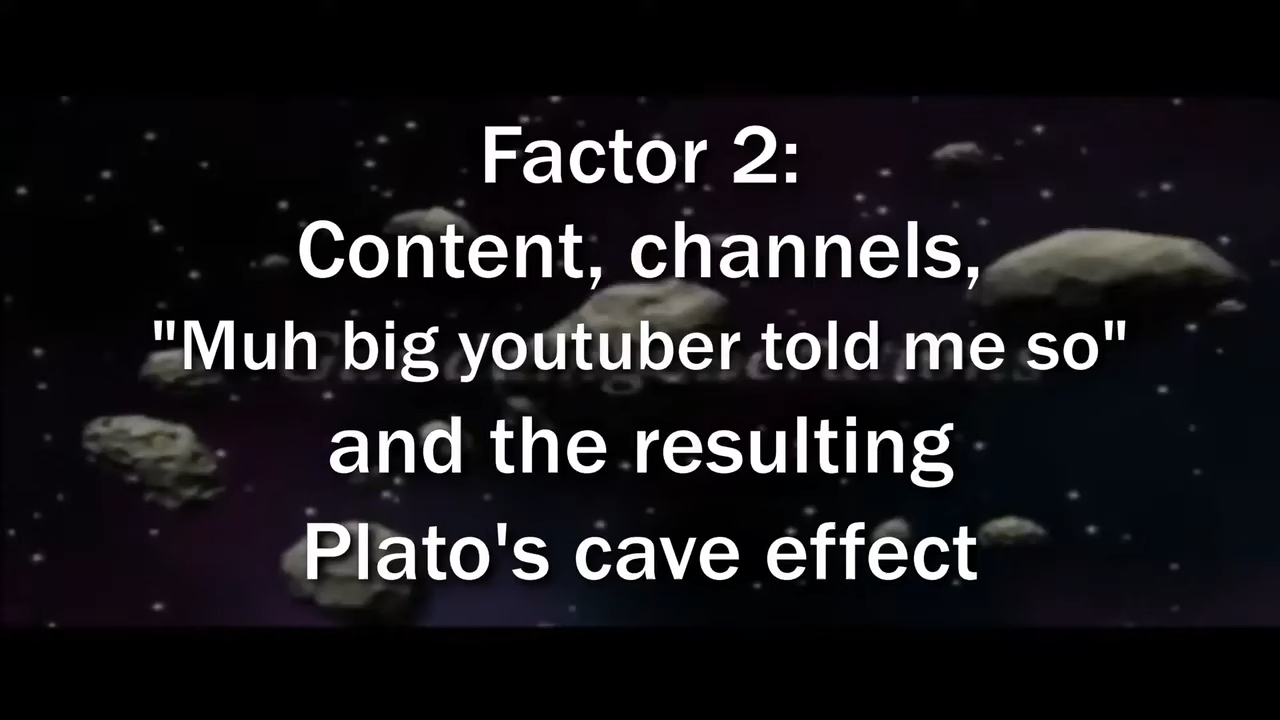 Factor 2:
Content, channels,
"Muh big youtuber told me so"
and the resulting
Plato's cave effect